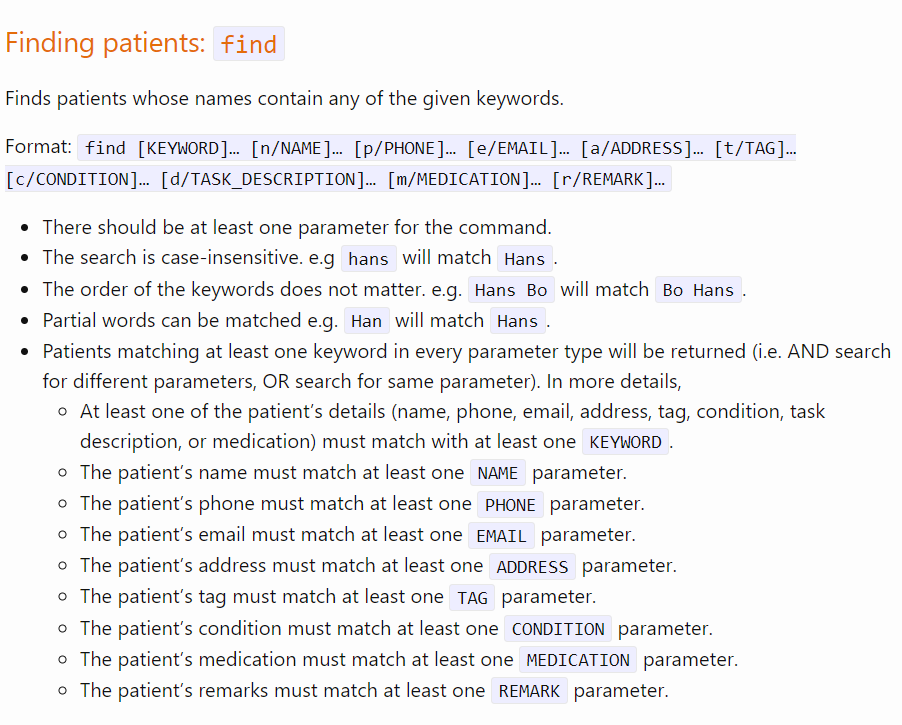 Finding patients: find
Finds patients whose names contain any of the given keywords.
Format: find [KEYWORD]… [n/NAME]… [p/PHONE]… [e/EMAIL]… [a/ADDRESS]… [t/TAG]…
[c/CONDITION]… [d/TASK_DESCRIPTION]… [m/MEDICATION]… [r/REMARK]…
• There should be at least one parameter for the command.
• The search is case-insensitive. e.g hans will match Hans.
• The order of the keywords does not matter. e.g. Hans Bo will match Bo Hans.
• Partial words can be matched e.g. Han will match Hans.
• Patients matching at least one keyword in every parameter type will be returned (i.e. AND search
for different parameters, OR search for same parameter). In more details,
◦ At least one of the patient’s details (name, phone, email, address, tag, condition, task
description, or medication) must match with at least one KEYWORD.
◦ The patient’s name must match at least one NAME parameter.
◦ The patient’s phone must match at least one PHONE parameter.
◦ The patient’s email must match at least one EMAIL parameter.
◦ The patient’s address must match at least one ADDRESS parameter.
◦ The patient’s tag must match at least one TAG parameter.
◦ The patient’s condition must match at least one CONDITION parameter.
◦ The patient’s medication must match at least one MEDICATION parameter.
◦ The patient’s remarks must match at least one REMARK parameter.